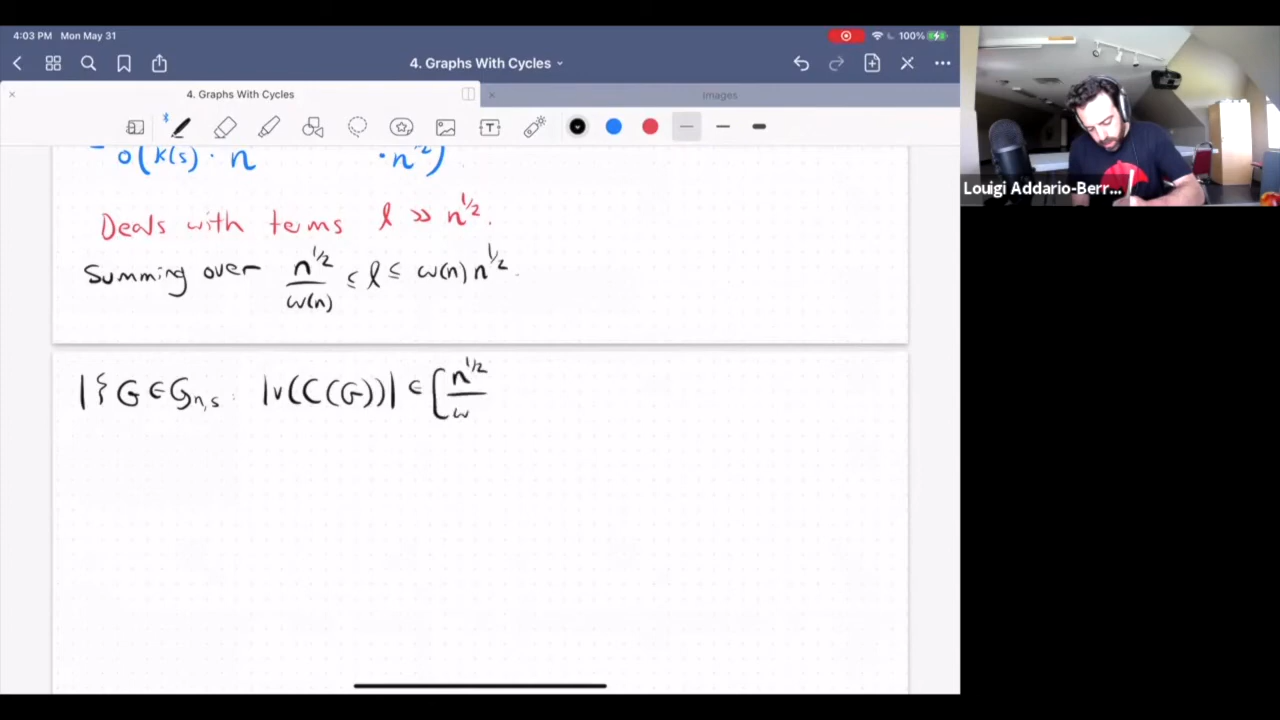 4:03 PM Mon May 31
100%
4. Graphs With Cycles
4. Graphs With Cycles
Images
o(k(s) · n · n^{1/2})
Louigi Addario-Berr...
Deals with terms l >> n^{1/2}.
Summing over n^{1/2}/ω(n) ≤ l ≤ ω(n) n^{1/2}.
|{G ∈ G_{n,s} : |v(C(G))| ∈ [n^{1/2}/ω